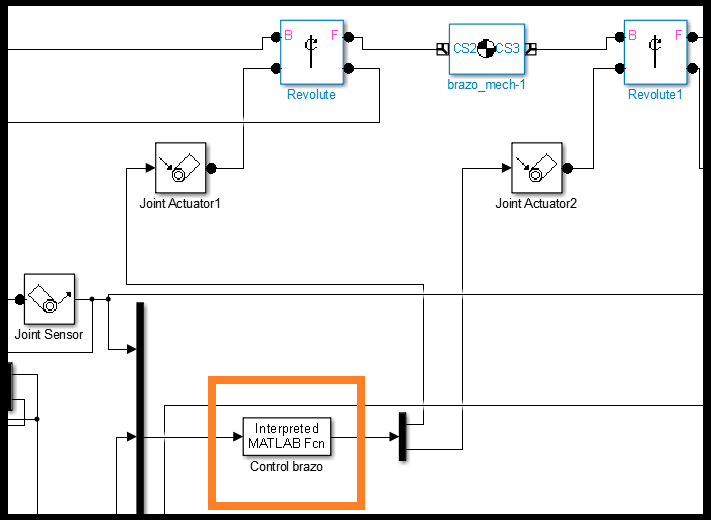 B F
Revolute
CS2 CS3
brazo_mech-1
B F
Revolute1
Joint Actuator1
Joint Actuator2
Joint Sensor
Interpreted
MATLAB Fcn
Control brazo